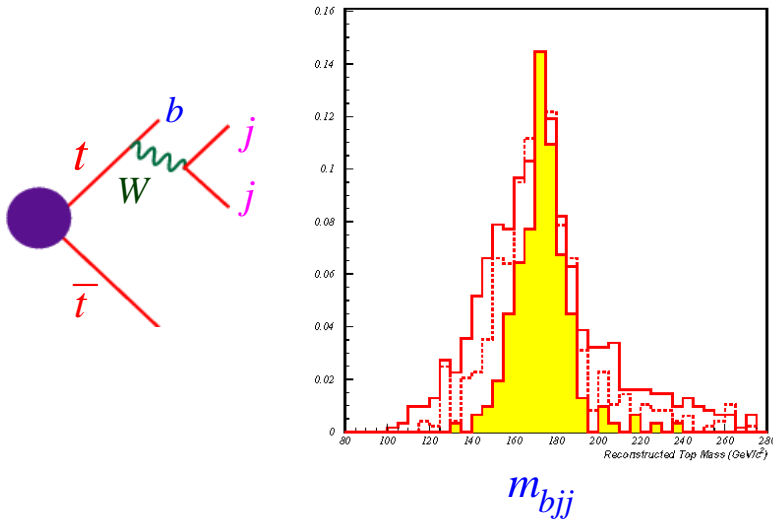 b
t
j
W
j
t̅
0.16
0.14
0.12
0.1
0.08
0.06
0.04
0.02
0
80 100 120 140 160 180 200 220 240 260 280
Reconstructed Top Mass (GeV/c²)
m_bjj